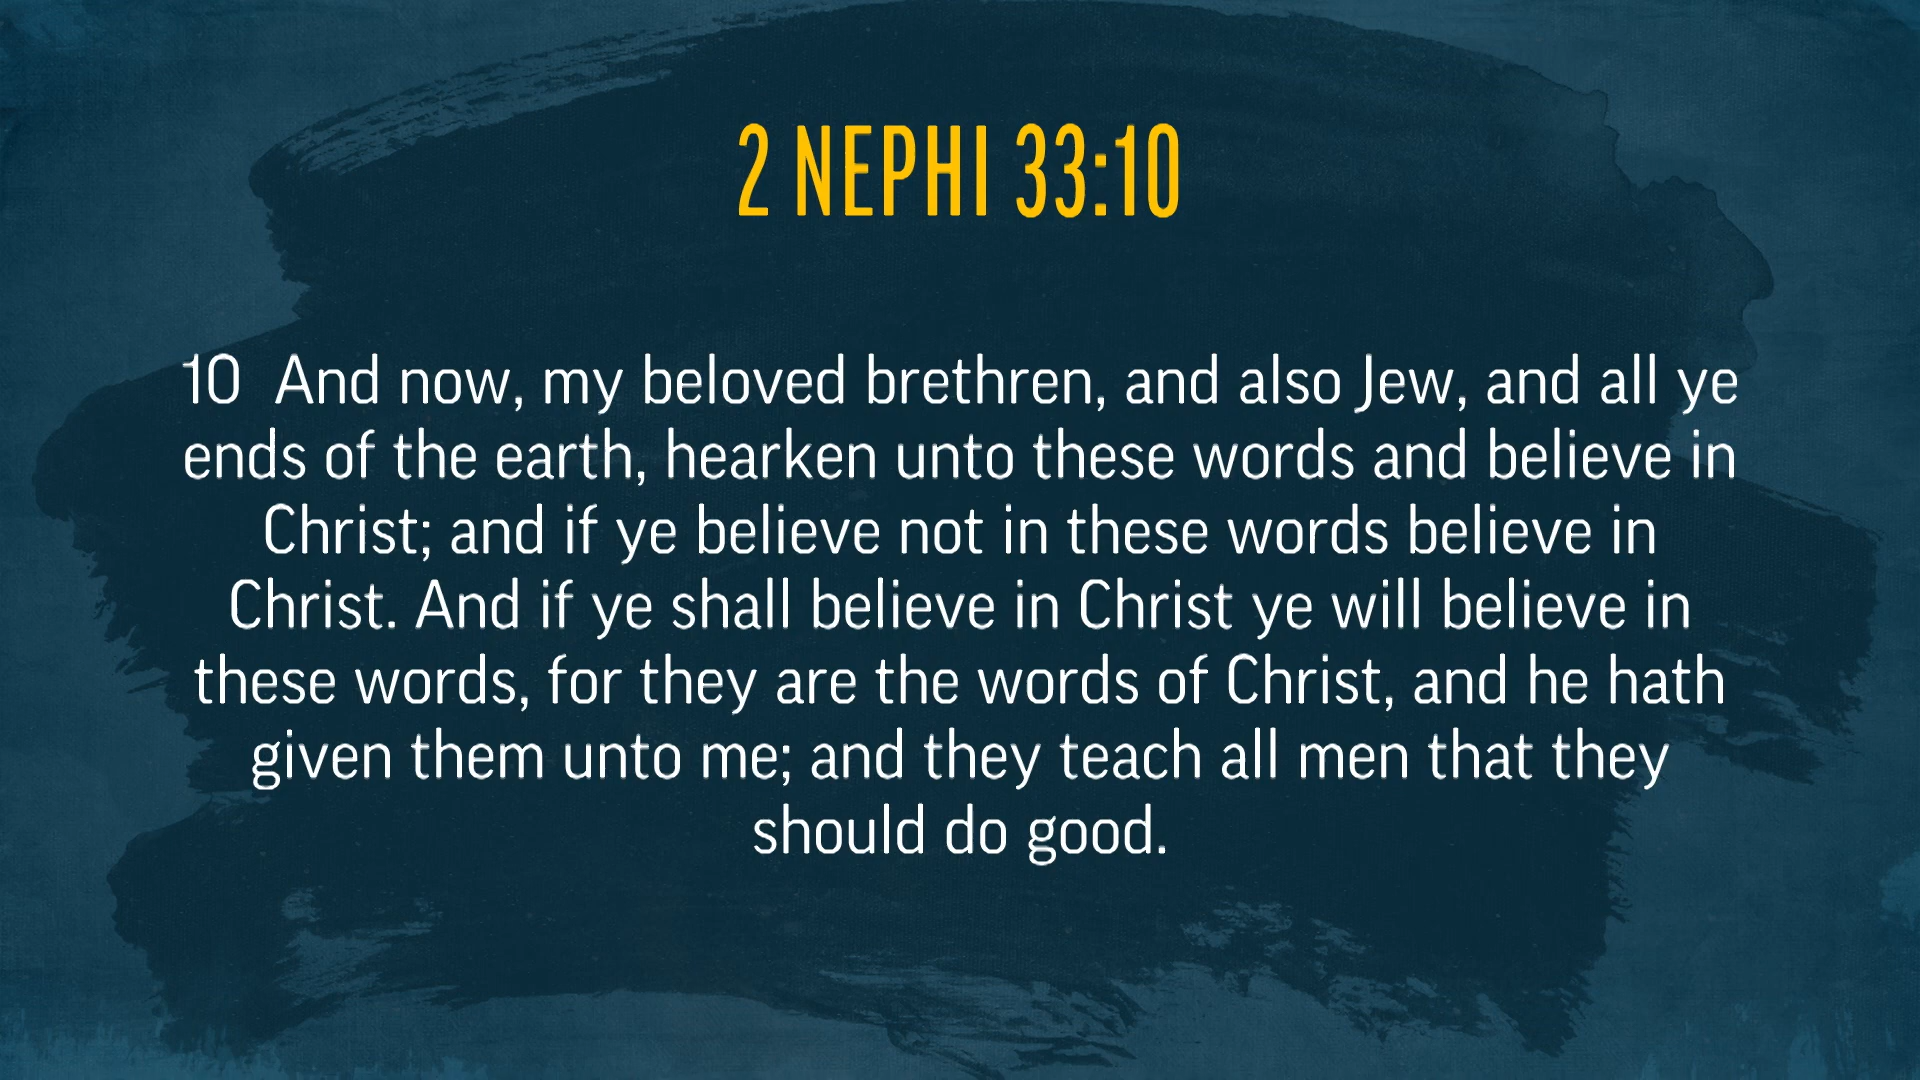 2 NEPHI 33:10
10 And now, my beloved brethren, and also Jew, and all ye
ends of the earth, hearken unto these words and believe in
Christ; and if ye believe not in these words believe in
Christ. And if ye shall believe in Christ ye will believe in
these words, for they are the words of Christ, and he hath
given them unto me; and they teach all men that they
should do good.